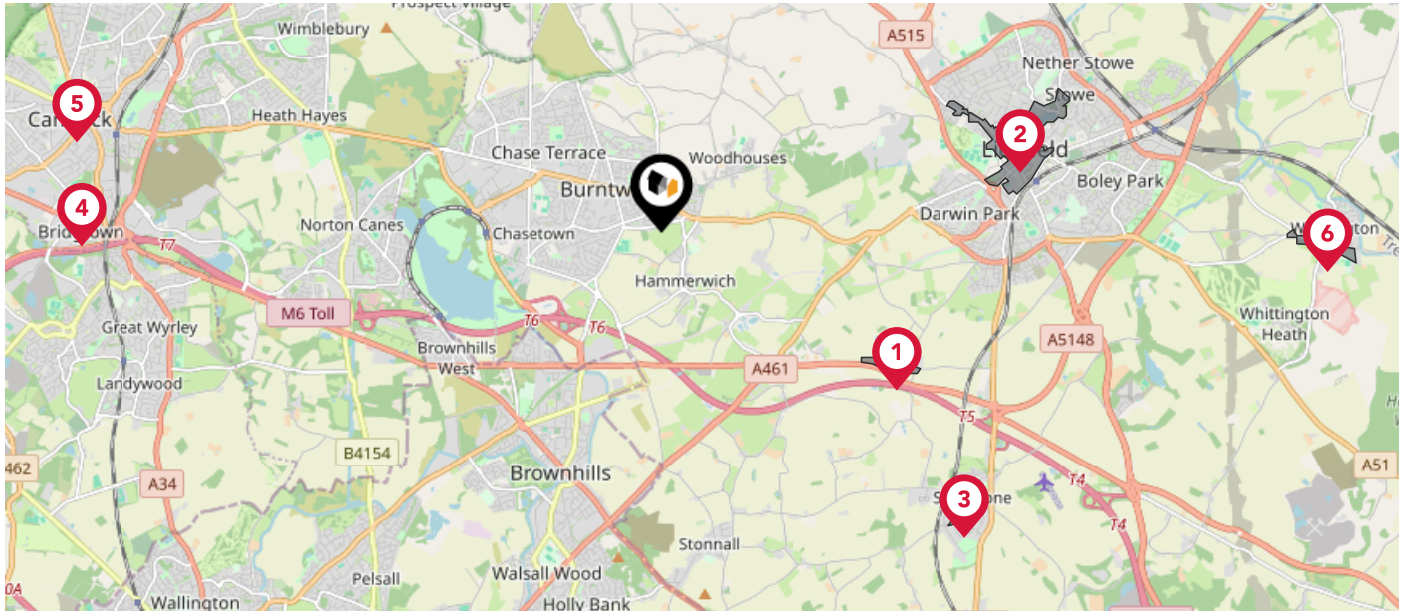 Prospect Village
Wimblebury
A515
Nether Stowe
Stowe
5
Heath Hayes
2
Chase Terrace
Woodhouses
Boley Park
4
Norton Canes
Darwin Park
Chasetown
T7
6
Hammerwich
M6 Toll
T6
T6
Whittington
Heath
Great Wyrley
A5148
Brownhills
West
1
A461
Landywood
T5
B4154
462
A51
Brownhills
A34
T4
3
T4
Stonnall
Pelsall
Walsall Wood
0A
Wallington
Holly Bank